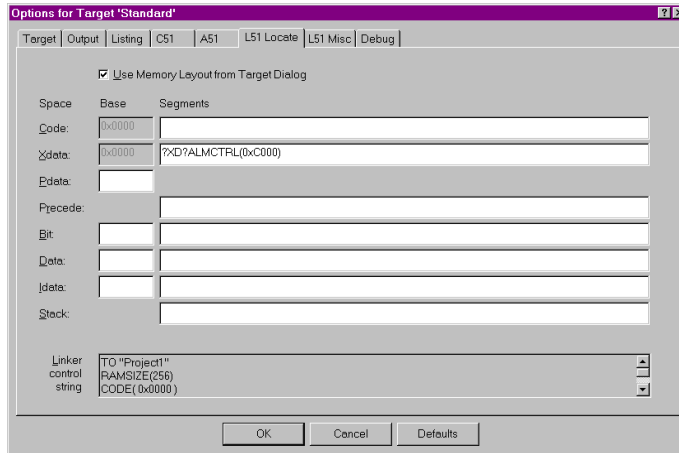 Options for Target 'Standard'
Target Output Listing C51 A51 L51 Locate L51 Misc Debug
Use Memory Layout from Target Dialog
Space Base Segments
Code: 0x0000
Xdata: 0x0000 ?XD?ALMCTRL(0xC000)
Pdata:
Precede:
Bit:
Data:
Idata:
Stack:
Linker control string
TO "Project1"
RAMSIZE(256)
CODE( 0x0000 )
OK Cancel Defaults